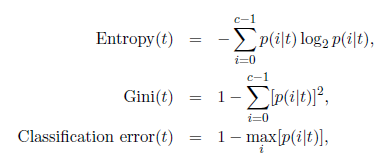 Entropy(t) = − ∑_{i=0}^{c−1} p(i|t) log₂ p(i|t),
Gini(t) = 1 − ∑_{i=0}^{c−1} [p(i|t)]²,
Classification error(t) = 1 − max_i [p(i|t)],